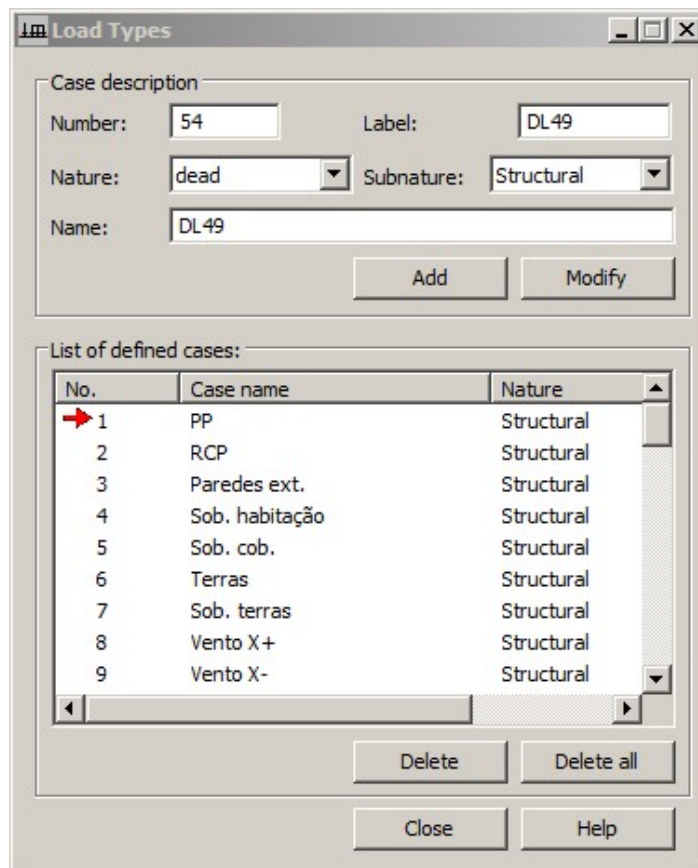 Load Types
Case description
Number: 54 Label: DL49
Nature: dead Subnature: Structural
Name: DL49
Add Modify
List of defined cases:
No. Case name Nature
1 PP Structural
2 RCP Structural
3 Paredes ext. Structural
4 Sob. habitação Structural
5 Sob. cob. Structural
6 Terras Structural
7 Sob. terras Structural
8 Vento X+ Structural
9 Vento X- Structural
Delete Delete all
Close Help